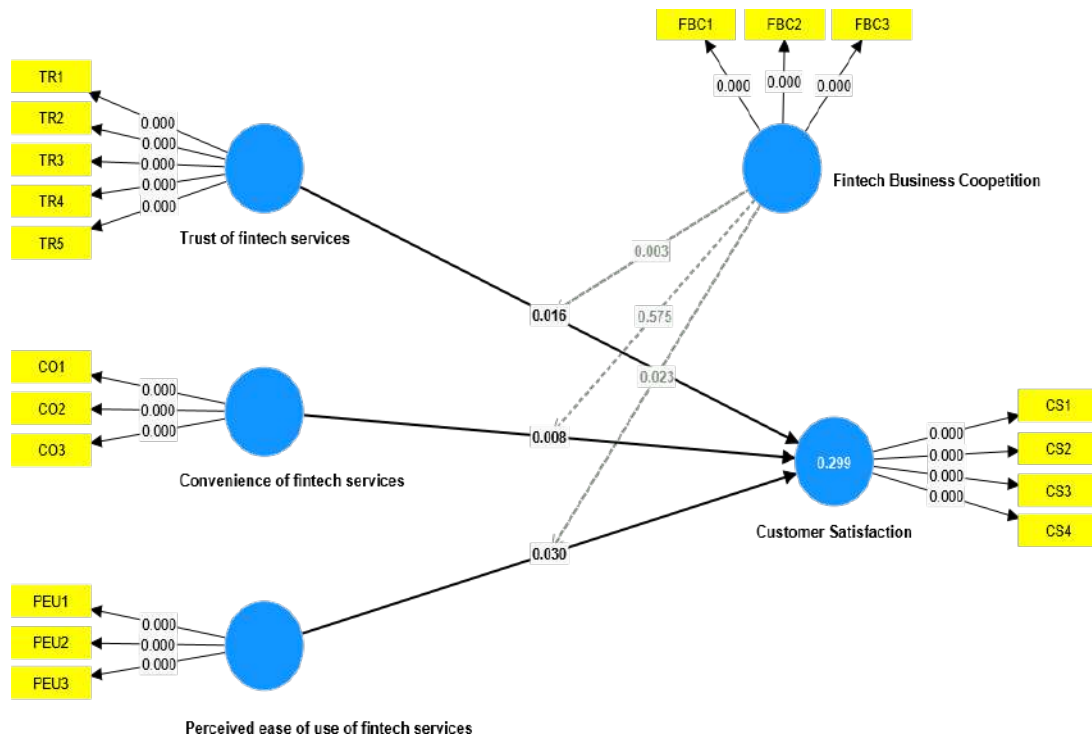 FBC1 FBC2 FBC3
0.000 0.000 0.000
Fintech Business Coopetition
TR1
TR2
TR3
TR4
TR5
0.000
0.000
0.000
0.000
0.000
Trust of fintech services
0.003
0.016
0.575
0.023
CO1
CO2
CO3
0.000
0.000
0.000
0.008
Convenience of fintech services
CS1
CS2
CS3
CS4
0.000
0.000
0.000
0.000
0.299
Customer Satisfaction
0.030
PEU1
PEU2
PEU3
0.000
0.000
0.000
Perceived ease of use of fintech services